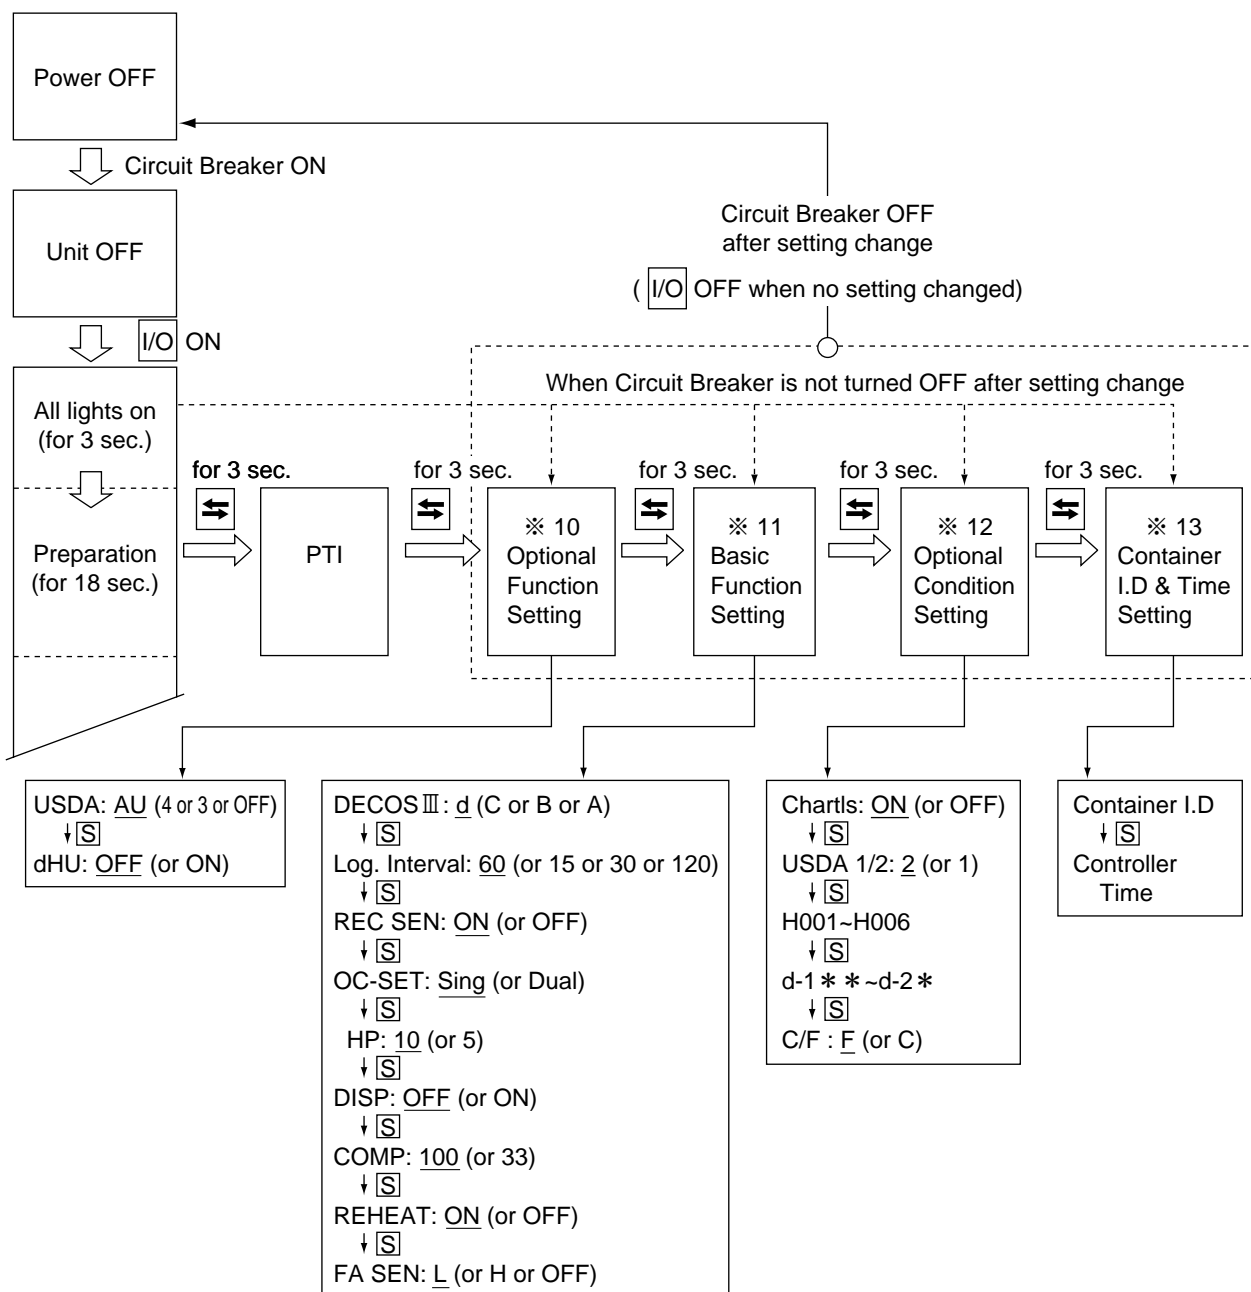 Power OFF
Circuit Breaker ON
Unit OFF
I/O ON
Circuit Breaker OFF
after setting change
( I/O OFF when no setting changed)
When Circuit Breaker is not turned OFF after setting change
All lights on
(for 3 sec.)
Preparation
(for 18 sec.)
for 3 sec.
PTI
for 3 sec.
※ 10
Optional
Function
Setting
for 3 sec.
※ 11
Basic
Function
Setting
for 3 sec.
※ 12
Optional
Condition
Setting
for 3 sec.
※ 13
Container
I.D & Time
Setting
USDA: AU (4 or 3 or OFF)
S
dHU: OFF (or ON)
DECOSⅢ: d (C or B or A)
S
Log. Interval: 60 (or 15 or 30 or 120)
S
REC SEN: ON (or OFF)
S
OC-SET: Sing (or Dual)
S
HP: 10 (or 5)
S
DISP: OFF (or ON)
S
COMP: 100 (or 33)
S
REHEAT: ON (or OFF)
S
FA SEN: L (or H or OFF)
Chartls: ON (or OFF)
S
USDA 1/2: 2 (or 1)
S
H001~H006
S
d-1＊＊~d-2＊
S
C/F : F (or C)
Container I.D
S
Controller
Time